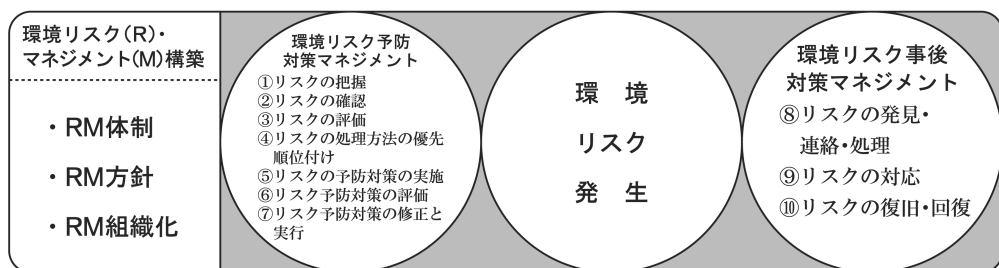 環境リスク(R)・
マネジメント(M)構築
・RM体制
・RM方針
・RM組織化
環境リスク予防
対策マネジメント
①リスクの把握
②リスクの確認
③リスクの評価
④リスクの処理方法の優先
順位付け
⑤リスクの予防対策の実施
⑥リスク予防対策の評価
⑦リスク予防対策の修正と
実行
環 境
リスク
発 生
環境リスク事後
対策マネジメント
⑧リスクの発見・
連絡・処理
⑨リスクの対応
⑩リスクの復旧・回復